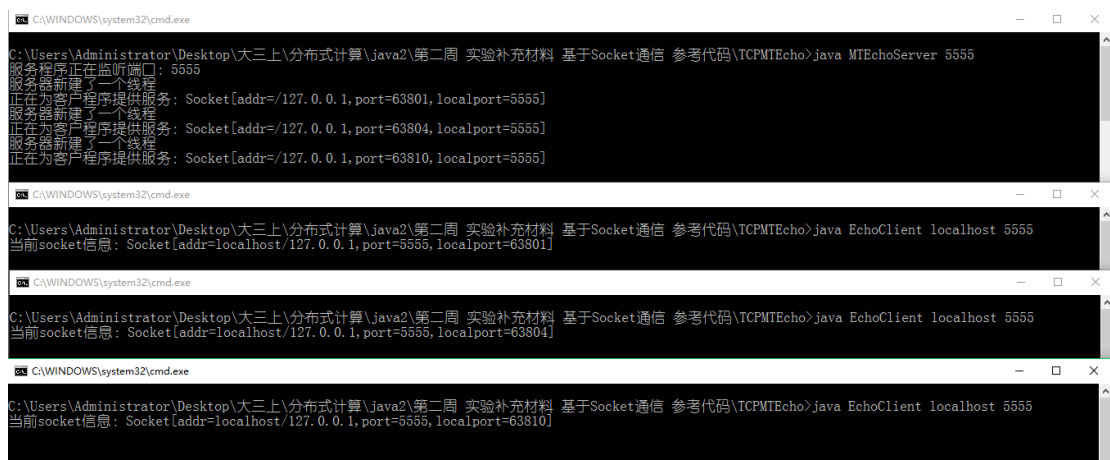 C:\WINDOWS\system32\cmd.exe
C:\Users\Administrator\Desktop\大三上\分布式计算\java2\第二周 实验补充材料 基于Socket通信 参考代码\TCPMTEcho>java MTEchoServer 5555
服务程序正在监听端口: 5555
服务器新建了一个线程
正在为客户程序提供服务: Socket[addr=/127.0.0.1,port=63801,localport=5555]
服务器新建了一个线程
正在为客户程序提供服务: Socket[addr=/127.0.0.1,port=63804,localport=5555]
服务器新建了一个线程
正在为客户程序提供服务: Socket[addr=/127.0.0.1,port=63810,localport=5555]
C:\WINDOWS\system32\cmd.exe
C:\Users\Administrator\Desktop\大三上\分布式计算\java2\第二周 实验补充材料 基于Socket通信 参考代码\TCPMTEcho>java EchoClient localhost 5555
当前socket信息: Socket[addr=localhost/127.0.0.1,port=5555,localport=63801]
C:\WINDOWS\system32\cmd.exe
C:\Users\Administrator\Desktop\大三上\分布式计算\java2\第二周 实验补充材料 基于Socket通信 参考代码\TCPMTEcho>java EchoClient localhost 5555
当前socket信息: Socket[addr=localhost/127.0.0.1,port=5555,localport=63804]
C:\WINDOWS\system32\cmd.exe
C:\Users\Administrator\Desktop\大三上\分布式计算\java2\第二周 实验补充材料 基于Socket通信 参考代码\TCPMTEcho>java EchoClient localhost 5555
当前socket信息: Socket[addr=localhost/127.0.0.1,port=5555,localport=63810]